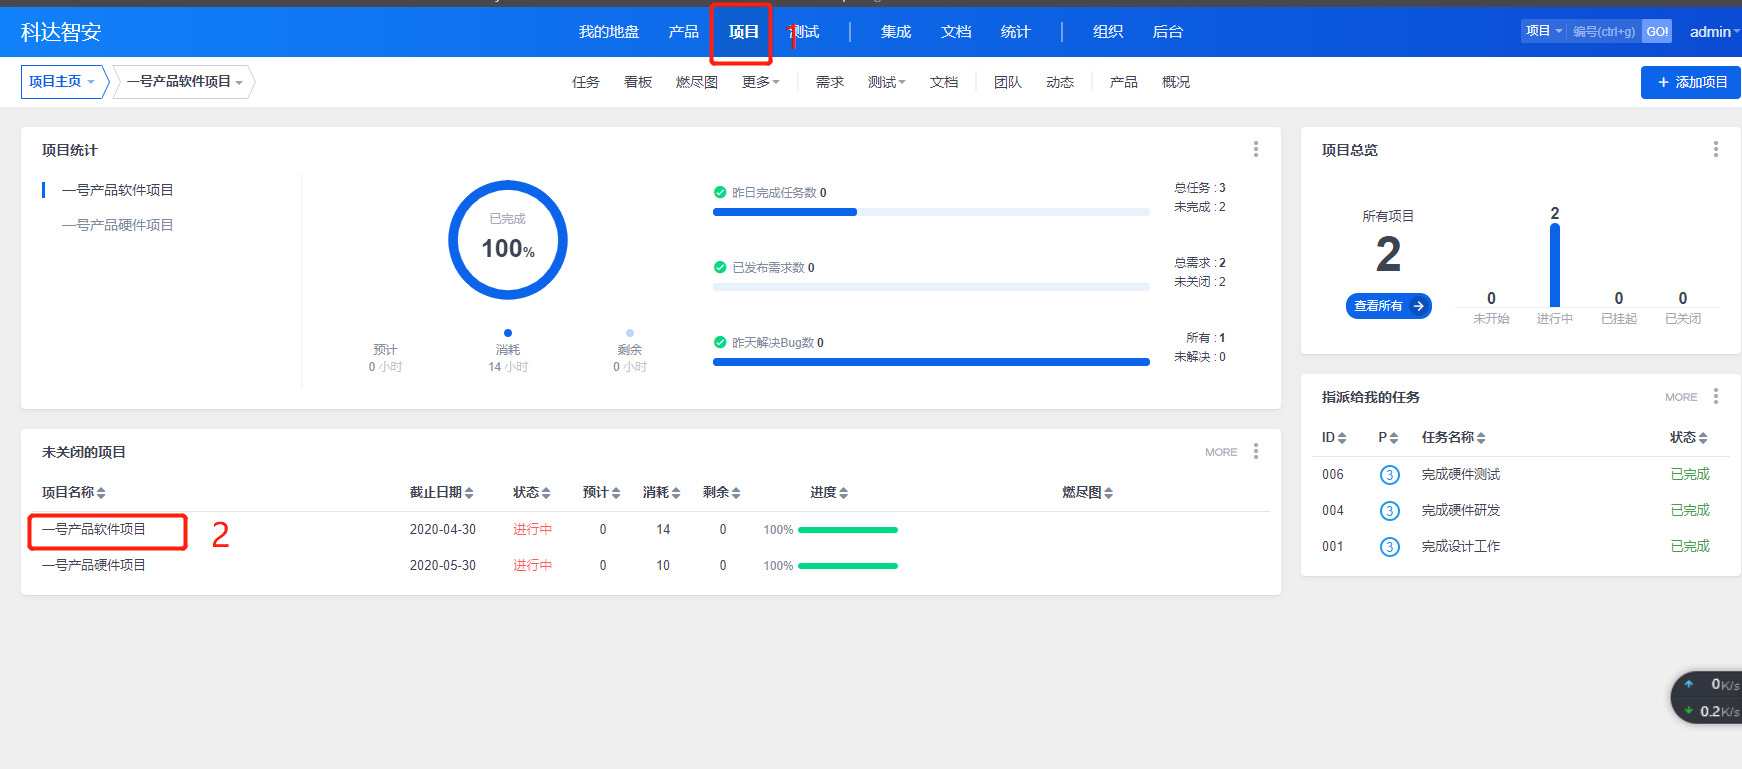 科达智安 我的地盘 产品 项目 测试 集成 文档 统计 组织 后台 项目 编号(ctrl+g) GO! admin
1
项目主页 一号产品软件项目 任务 看板 燃尽图 更多 需求 测试 文档 团队 动态 产品 概况 + 添加项目
项目统计
一号产品软件项目
一号产品硬件项目
已完成
100%
预计
0 小时
消耗
14 小时
剩余
0 小时
昨日完成任务数 0
总任务 : 3
未完成 : 2
已发布需求数 0
总需求 : 2
未关闭 : 2
昨天解决Bug数 0
所有 : 1
未解决 : 0
项目总览
所有项目
2
查看所有
0 2 0 0
未开始 进行中 已挂起 已关闭
未关闭的项目 MORE
项目名称 截止日期 状态 预计 消耗 剩余 进度 燃尽图
一号产品软件项目 2020-04-30 进行中 0 14 0 100%
2
一号产品硬件项目 2020-05-30 进行中 0 10 0 100%
指派给我的任务 MORE
ID P 任务名称 状态
006 3 完成硬件测试 已完成
004 3 完成硬件研发 已完成
001 3 完成设计工作 已完成
0K/s
0.2K/s